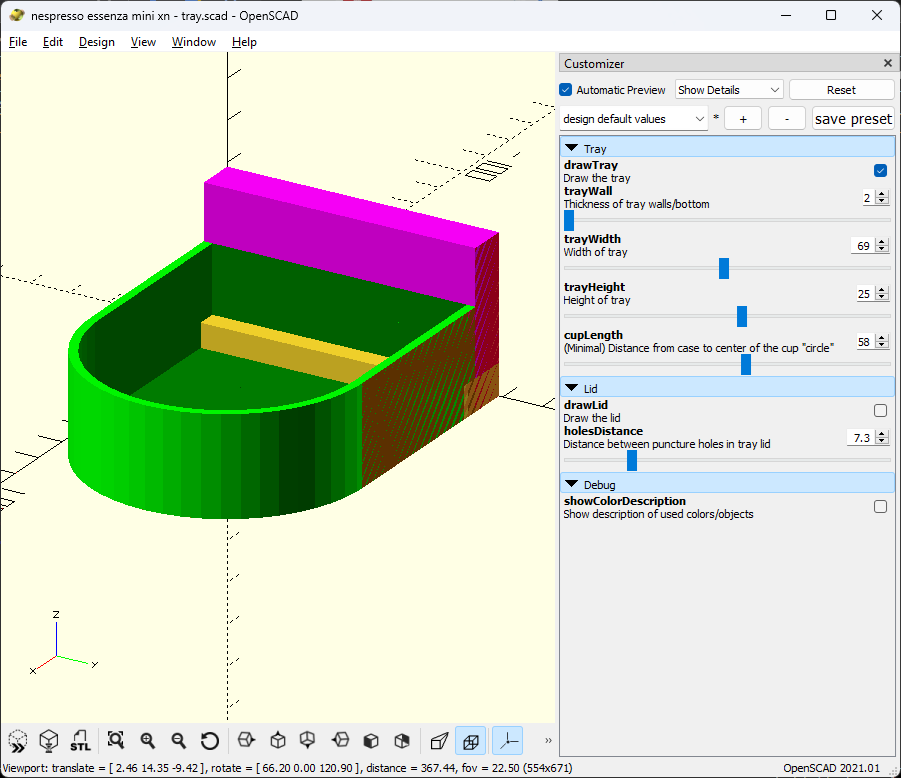 nespresso essenza mini xn - tray.scad - OpenSCAD
File Edit Design View Window Help
Customizer
Automatic Preview Show Details Reset
design default values * + - save preset
Tray
drawTray
Draw the tray
trayWall
Thickness of tray walls/bottom 2
trayWidth
Width of tray 69
trayHeight
Height of tray 25
cupLength
(Minimal) Distance from case to center of the cup "circle" 58
Lid
drawLid
Draw the lid
holesDistance
Distance between puncture holes in tray lid 7.3
Debug
showColorDescription
Show description of used colors/objects
z
x y
STL »
Viewport: translate = [ 2.46 14.35 -9.42 ], rotate = [ 66.20 0.00 120.90 ], distance = 367.44, fov = 22.50 (554x671) OpenSCAD 2021.01